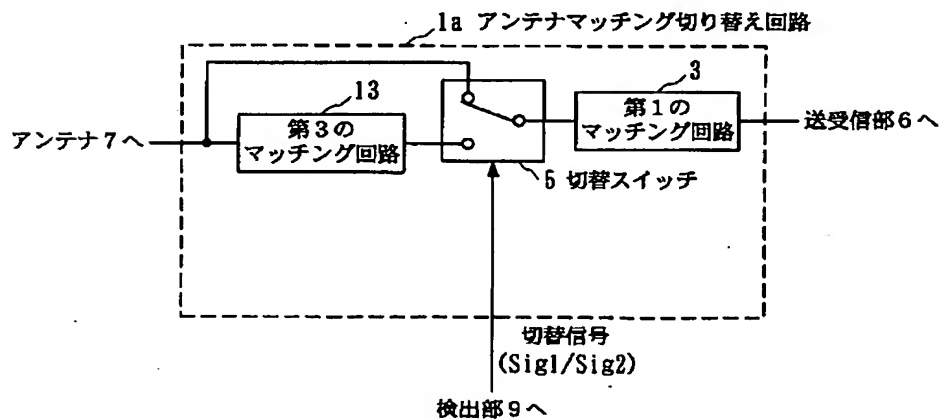 1a アンテナマッチング切り替え回路
13
第3の
マッチング回路
3
第1の
マッチング回路
アンテナ7へ
送受信部6へ
5 切替スイッチ
切替信号
(Sig1/Sig2)
検出部9へ